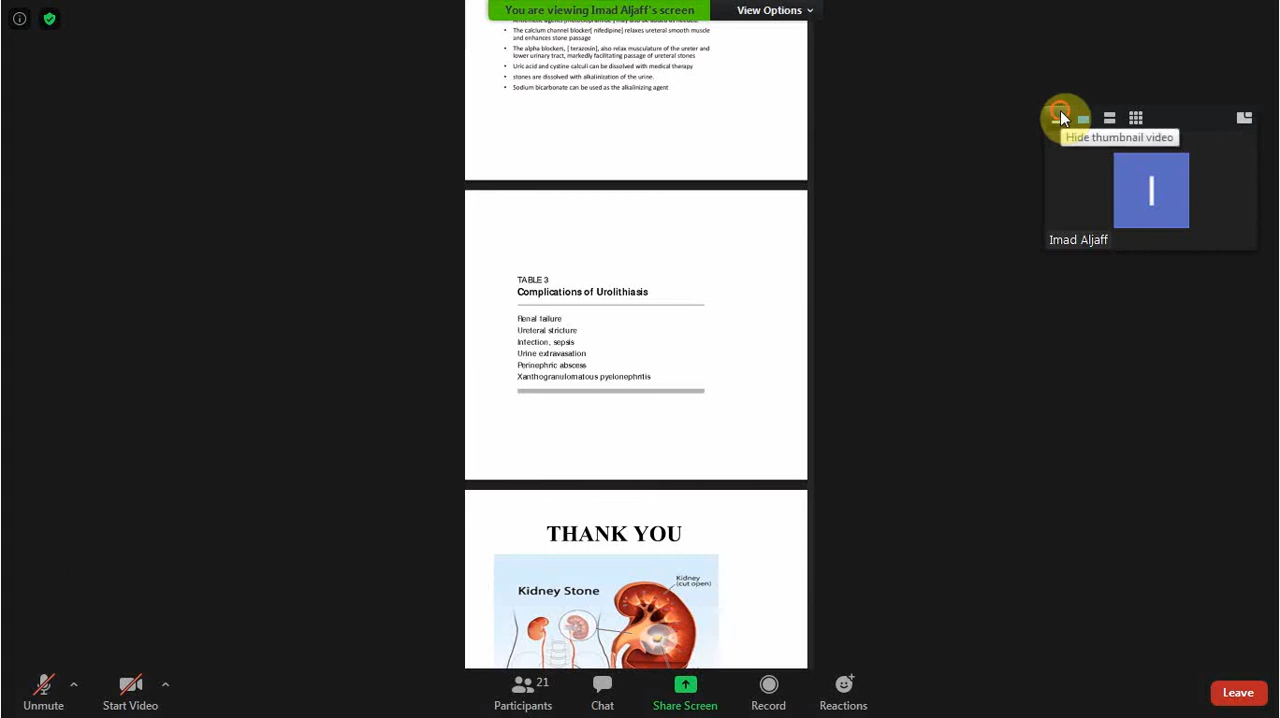 You are viewing Imad Aljaff's screen
View Options
• The calcium channel blocker[ nifedipine] relaxes ureteral smooth muscle
and enhances stone passage
• The alpha blockers, [ terazosin], also relax musculature of the ureter and
lower urinary tract, markedly facilitating passage of ureteral stones
• Uric acid and cystine calculi can be dissolved with medical therapy
• stones are dissolved with alkalinization of the urine.
• Sodium bicarbonate can be used as the alkalinizing agent
Hide thumbnail video
I
Imad Aljaff
TABLE 3
Complications of Urolithiasis
Renal failure
Ureteral stricture
Infection, sepsis
Urine extravasation
Perinephric abscess
Xanthogranulomatous pyelonephritis
THANK YOU
Kidney Stone
Kidney
(cut open)
Unmute
Start Video
21
Participants
Chat
Share Screen
Record
Reactions
Leave